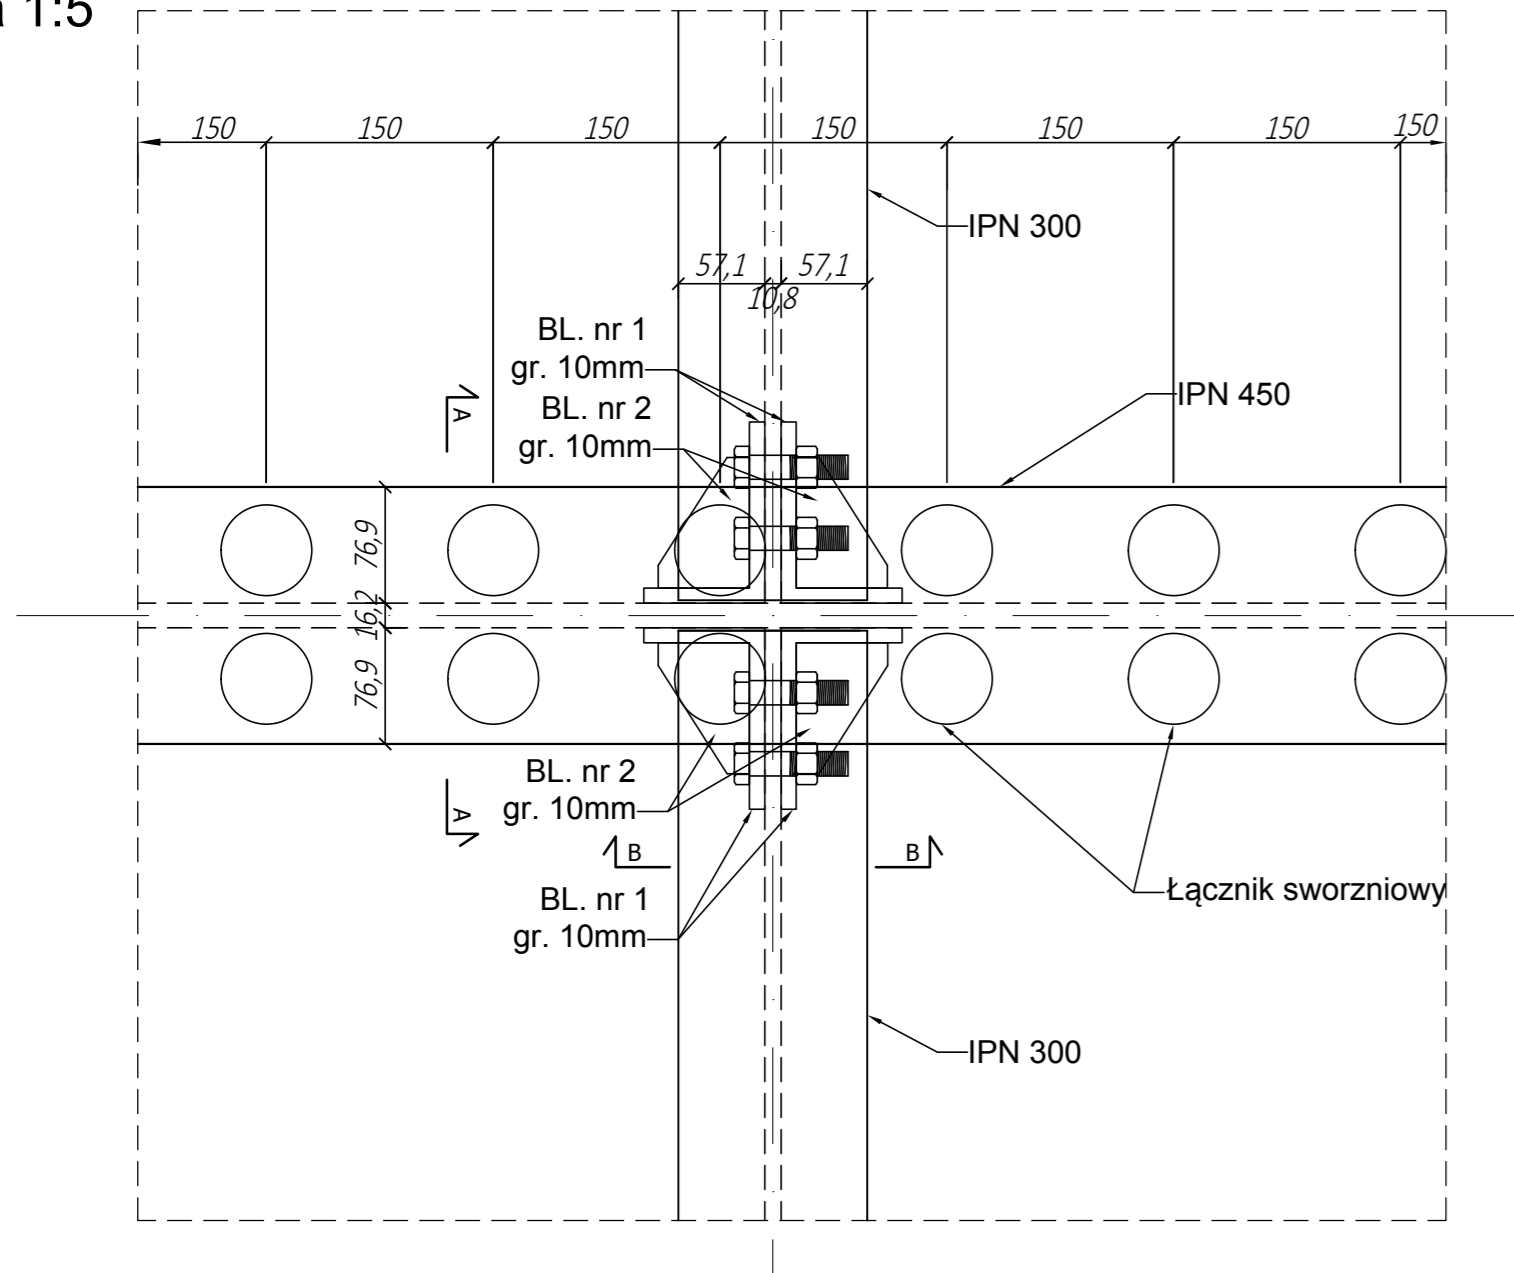 1:5
150 150 150 150 150 150 150
IPN 300
57,1 57,1
10,8
BL. nr 1
gr. 10mm
IPN 450
A
BL. nr 2
gr. 10mm
76,9
16,2
76,9
BL. nr 2
gr. 10mm
A
B B
BL. nr 1
gr. 10mm
Łącznik sworzniowy
IPN 300